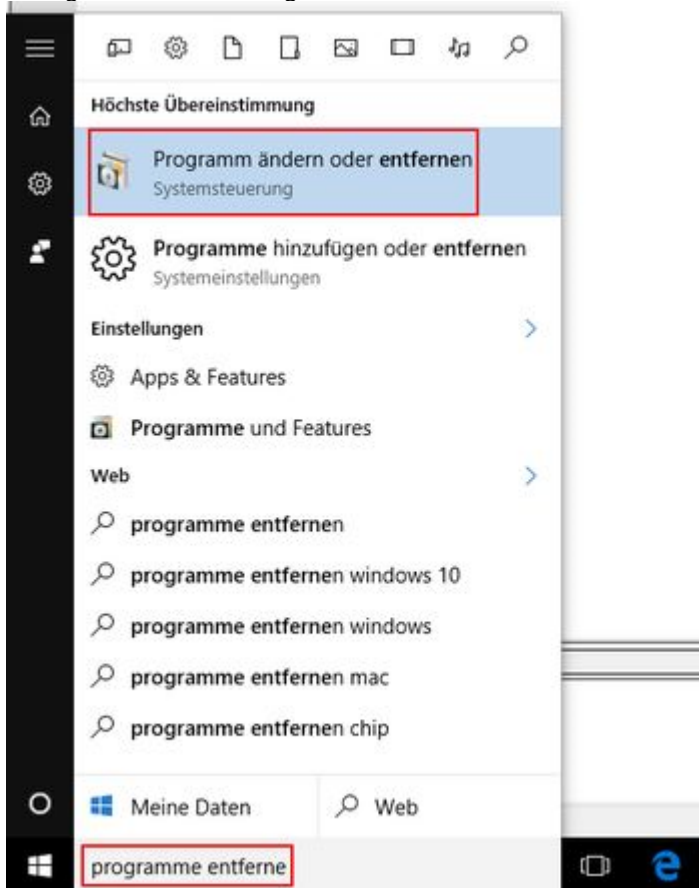 Höchste Übereinstimmung
Programm ändern oder entfernen
Systemsteuerung
Programme hinzufügen oder entfernen
Systemeinstellungen
Einstellungen
Apps & Features
Programme und Features
Web
programme entfernen
programme entfernen windows 10
programme entfernen windows
programme entfernen mac
programme entfernen chip
Meine Daten
Web
programme entferne